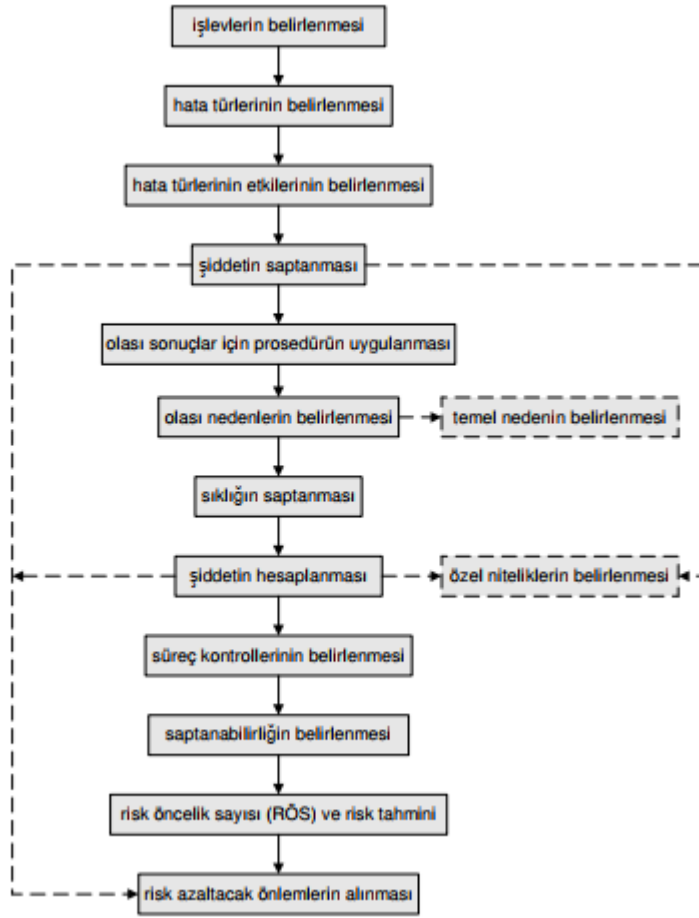 işlevlerin belirlenmesi
hata türlerinin belirlenmesi
hata türlerinin etkilerinin belirlenmesi
şiddetin saptanması
olası sonuçlar için prosedürün uygulanması
olası nedenlerin belirlenmesi
temel nedenin belirlenmesi
sıklığın saptanması
şiddetin hesaplanması
özel niteliklerin belirlenmesi
süreç kontrollerinin belirlenmesi
saptanabilirliğin belirlenmesi
risk öncelik sayısı (RÖS) ve risk tahmini
risk azaltacak önlemlerin alınması